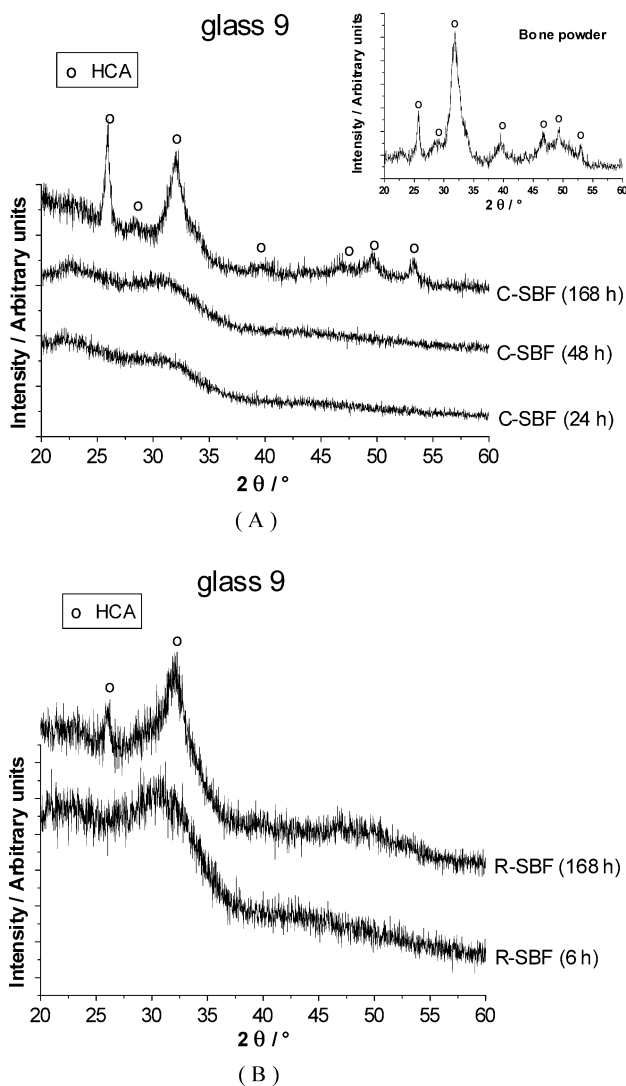 glass 9
o HCA
Intensity / Arbitrary units
20 25 30 35 40 45 50 55 60
2 θ / °
C-SBF (168 h)
C-SBF (48 h)
C-SBF (24 h)
Bone powder
Intensity / Arbitrary units
20 25 30 35 40 45 50 55 60
2 θ / °
( A )
glass 9
o HCA
Intensity / Arbitrary units
20 25 30 35 40 45 50 55 60
2 θ / °
R-SBF (168 h)
R-SBF (6 h)
( B )